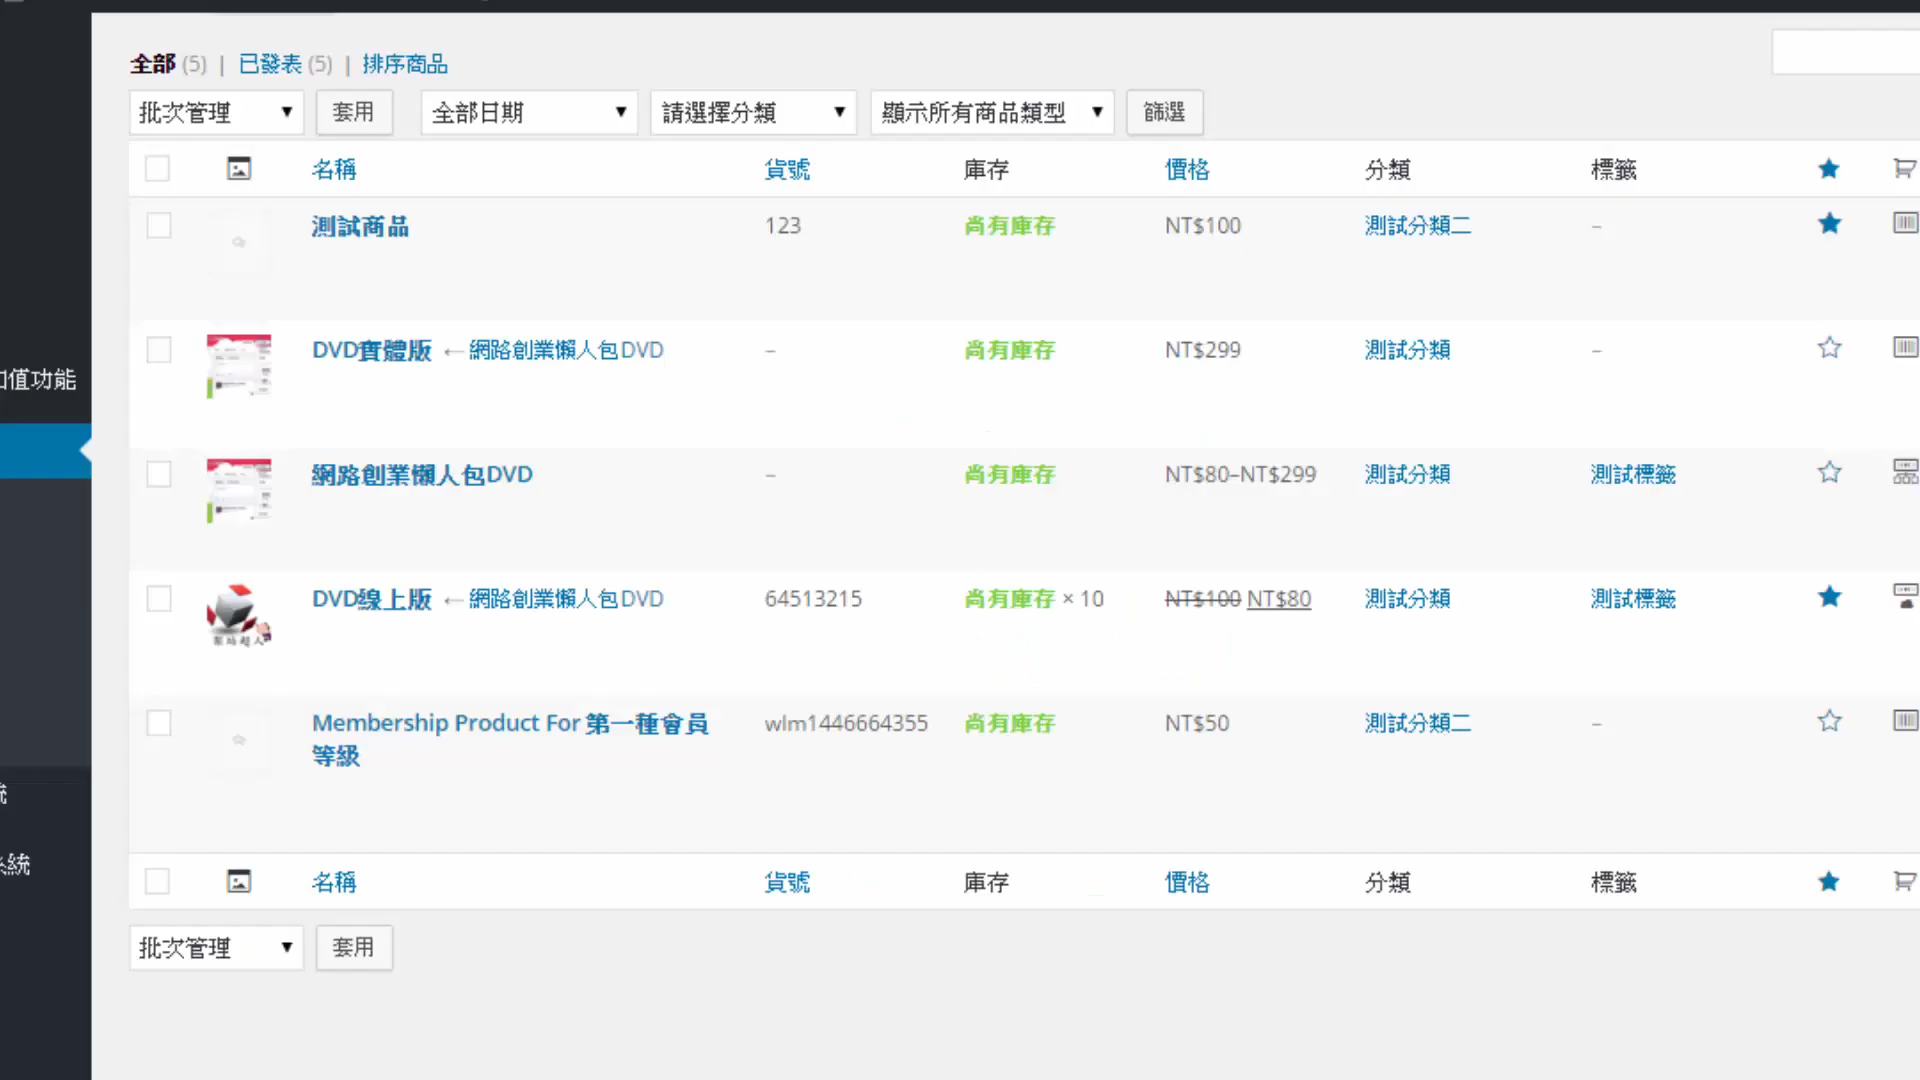 全部 (5) | 已發表 (5) | 排序商品
批次管理 套用 全部日期 請選擇分類 顯示所有商品類型 篩選
名稱 貨號 庫存 價格 分類 標籤
測試商品 123 尚有庫存 NT$100 測試分類二 –
DVD實體版 ← 網路創業懶人包DVD – 尚有庫存 NT$299 測試分類 –
加值功能
網路創業懶人包DVD – 尚有庫存 NT$80–NT$299 測試分類 測試標籤
DVD線上版 ← 網路創業懶人包DVD 64513215 尚有庫存 × 10 NT$100 NT$80 測試分類 測試標籤
架站超人
Membership Product For 第一種會員 wlm1446664355 尚有庫存 NT$50 測試分類二 –
等級
系統
名稱 貨號 庫存 價格 分類 標籤
批次管理 套用